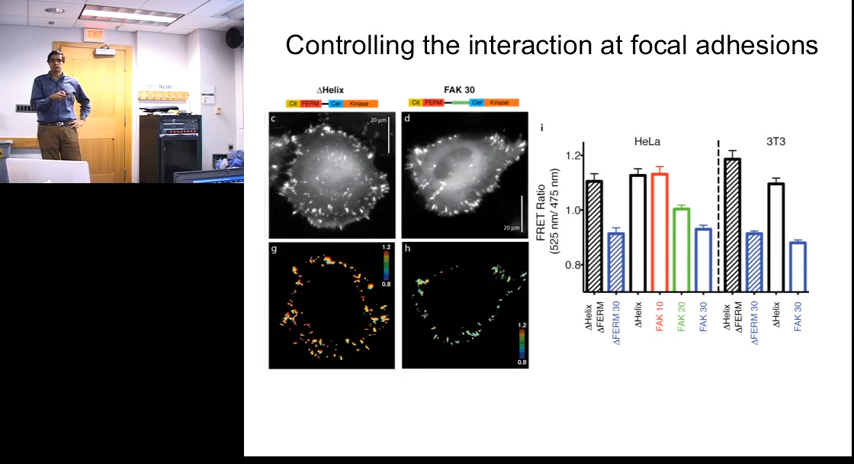 Controlling the interaction at focal adhesions
ΔHelix
FAK 30
Cit FERM Cer Kinase
Cit FERM Cer Kinase
c
20 μm
d
20 μm
g
1.2
0.8
h
1.2
0.8
i
HeLa
3T3
FRET Ratio
(525 nm/ 475 nm)
1.2
1.0
0.8
ΔHelix
ΔFERM
ΔFERM 30
ΔHelix
FAK 10
FAK 20
FAK 30
ΔHelix
ΔFERM
ΔFERM 30
ΔHelix
FAK 30